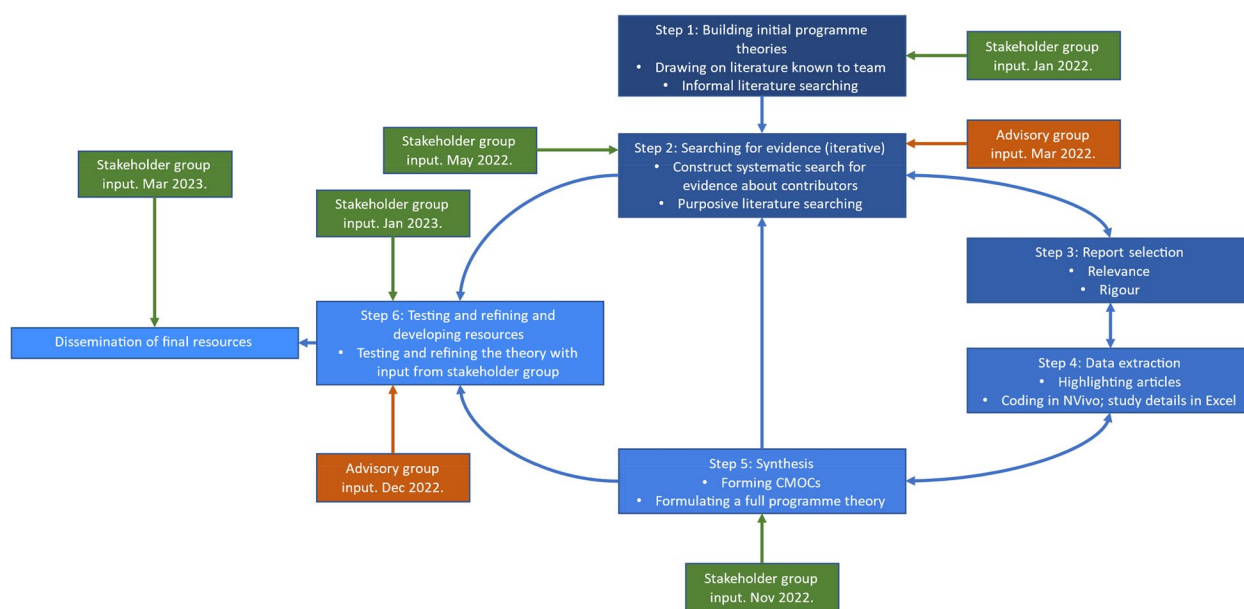 Step 1: Building initial programme
theories
• Drawing on literature known to team
• Informal literature searching
Stakeholder group
input. Jan 2022.
Stakeholder group
input. May 2022.
Step 2: Searching for evidence (iterative)
• Construct systematic search for
evidence about contributors
• Purposive literature searching
Advisory group
input. Mar 2022.
Stakeholder group
input. Mar 2023.
Stakeholder group
input. Jan 2023.
Step 3: Report selection
• Relevance
• Rigour
Dissemination of final resources
Step 6: Testing and refining and
developing resources
• Testing and refining the theory with
input from stakeholder group
Step 4: Data extraction
• Highlighting articles
• Coding in NVivo; study details in Excel
Advisory group
input. Dec 2022.
Step 5: Synthesis
• Forming CMOCs
• Formulating a full programme theory
Stakeholder group
input. Nov 2022.